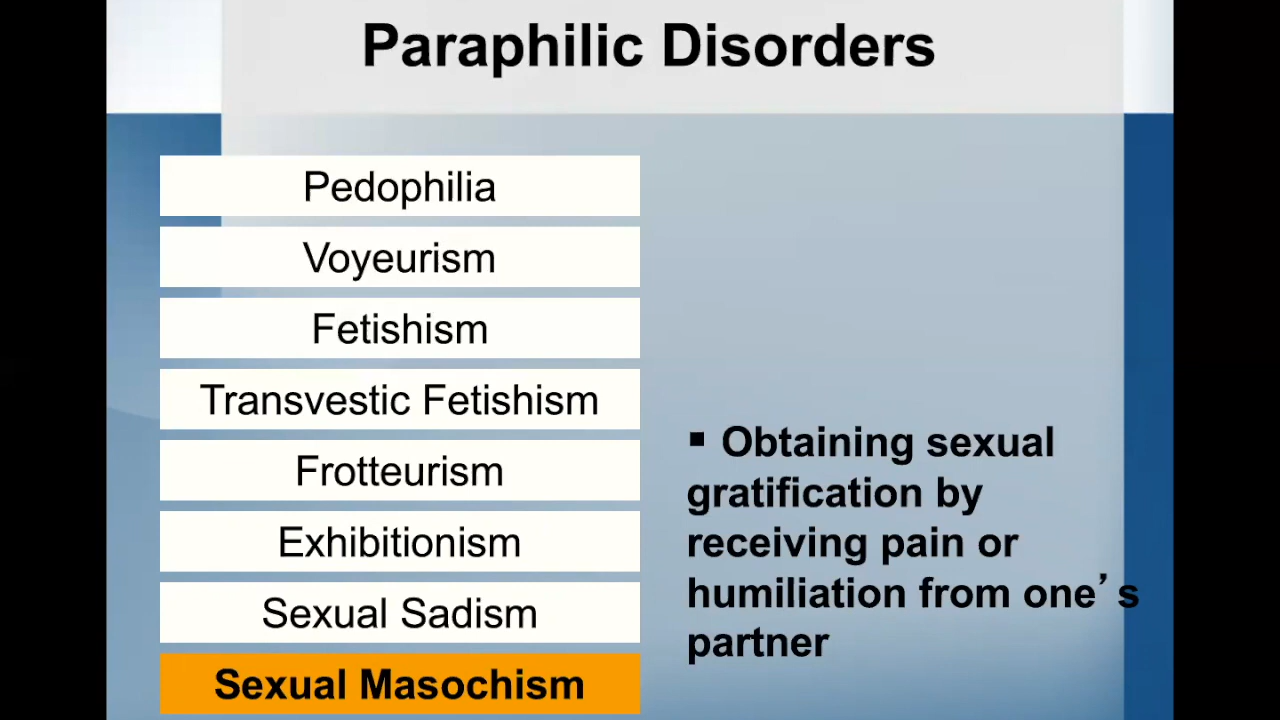 Paraphilic Disorders
Pedophilia
Voyeurism
Fetishism
Transvestic Fetishism
Frotteurism
Exhibitionism
Sexual Sadism
Sexual Masochism
▪ Obtaining sexual
gratification by
receiving pain or
humiliation from one’s
partner